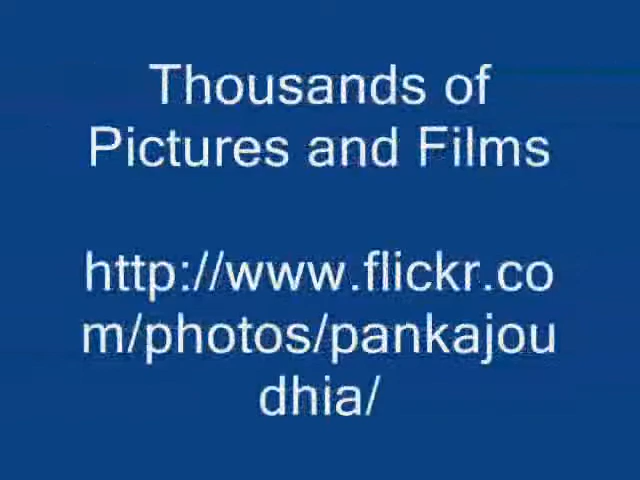 Thousands of
Pictures and Films
http://www.flickr.co
m/photos/pankajou
dhia/